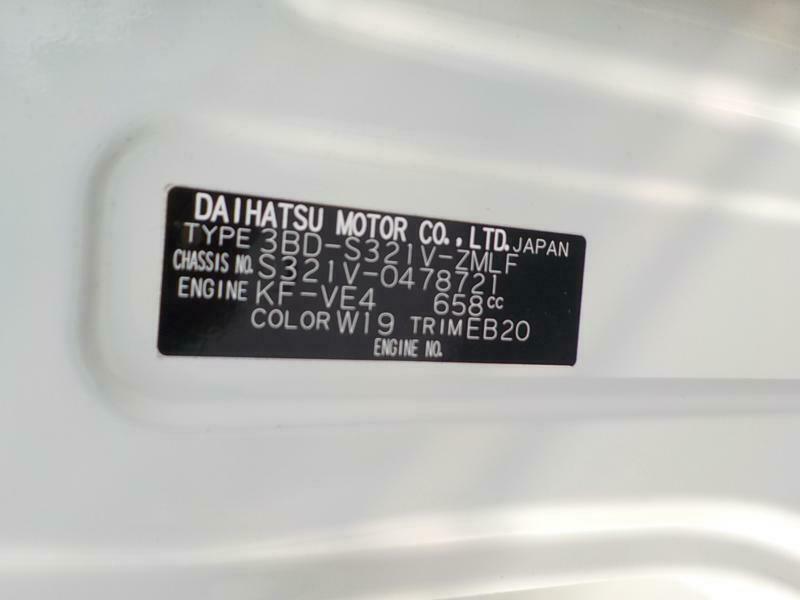 DAIHATSU MOTOR CO., LTD. JAPAN
TYPE 3BD-S321V-ZMLF
CHASSIS NO. S321V-0478721
ENGINE KF-VE4 658cc
COLOR W19 TRIM EB20
ENGINE NO.